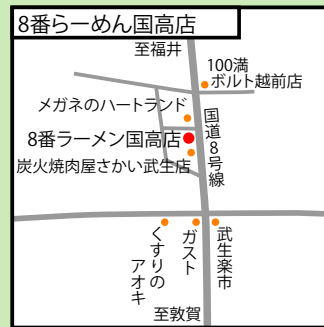 8番らーめん国高店
至福井
100満
ボルト越前店
メガネのハートランド
国道8号線
8番ラーメン国高店
炭火焼肉屋さかい武生店
武生楽市
ガスト
くすりの
アオキ
至敦賀